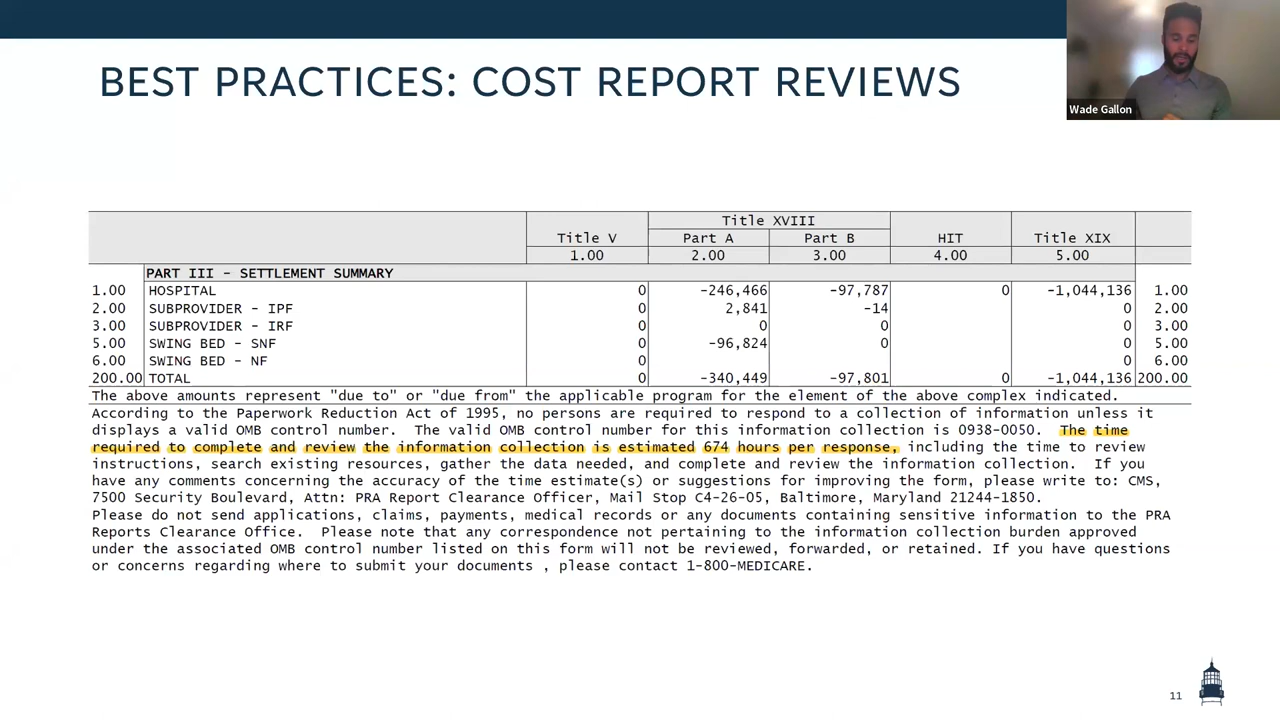 BEST PRACTICES: COST REPORT REVIEWS
Wade Gallon
Title XVIII
Title V Part A Part B HIT Title XIX
1.00 2.00 3.00 4.00 5.00
PART III - SETTLEMENT SUMMARY
1.00 HOSPITAL 0 -246,466 -97,787 0 -1,044,136 1.00
2.00 SUBPROVIDER - IPF 0 2,841 -14 0 2.00
3.00 SUBPROVIDER - IRF 0 0 0 0 3.00
5.00 SWING BED - SNF 0 -96,824 0 0 5.00
6.00 SWING BED - NF 0 0 6.00
200.00 TOTAL 0 -340,449 -97,801 0 -1,044,136 200.00
The above amounts represent "due to" or "due from" the applicable program for the element of the above complex indicated.
According to the Paperwork Reduction Act of 1995, no persons are required to respond to a collection of information unless it
displays a valid OMB control number. The valid OMB control number for this information collection is 0938-0050. The time
required to complete and review the information collection is estimated 674 hours per response, including the time to review
instructions, search existing resources, gather the data needed, and complete and review the information collection. If you
have any comments concerning the accuracy of the time estimate(s) or suggestions for improving the form, please write to: CMS,
7500 Security Boulevard, Attn: PRA Report Clearance Officer, Mail Stop C4-26-05, Baltimore, Maryland 21244-1850.
Please do not send applications, claims, payments, medical records or any documents containing sensitive information to the PRA
Reports Clearance Office. Please note that any correspondence not pertaining to the information collection burden approved
under the associated OMB control number listed on this form will not be reviewed, forwarded, or retained. If you have questions
or concerns regarding where to submit your documents , please contact 1-800-MEDICARE.
11